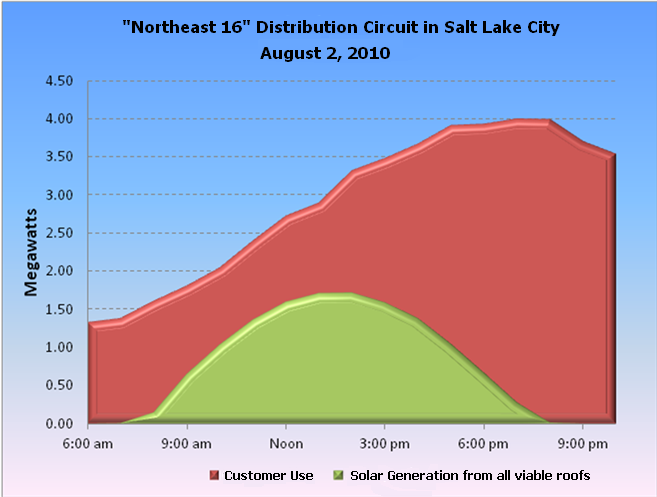 "Northeast 16" Distribution Circuit in Salt Lake City
August 2, 2010
Megawatts
4.50
4.00
3.50
3.00
2.50
2.00
1.50
1.00
0.50
0.00
6:00 am 9:00 am Noon 3:00 pm 6:00 pm 9:00 pm
Customer Use Solar Generation from all viable roofs